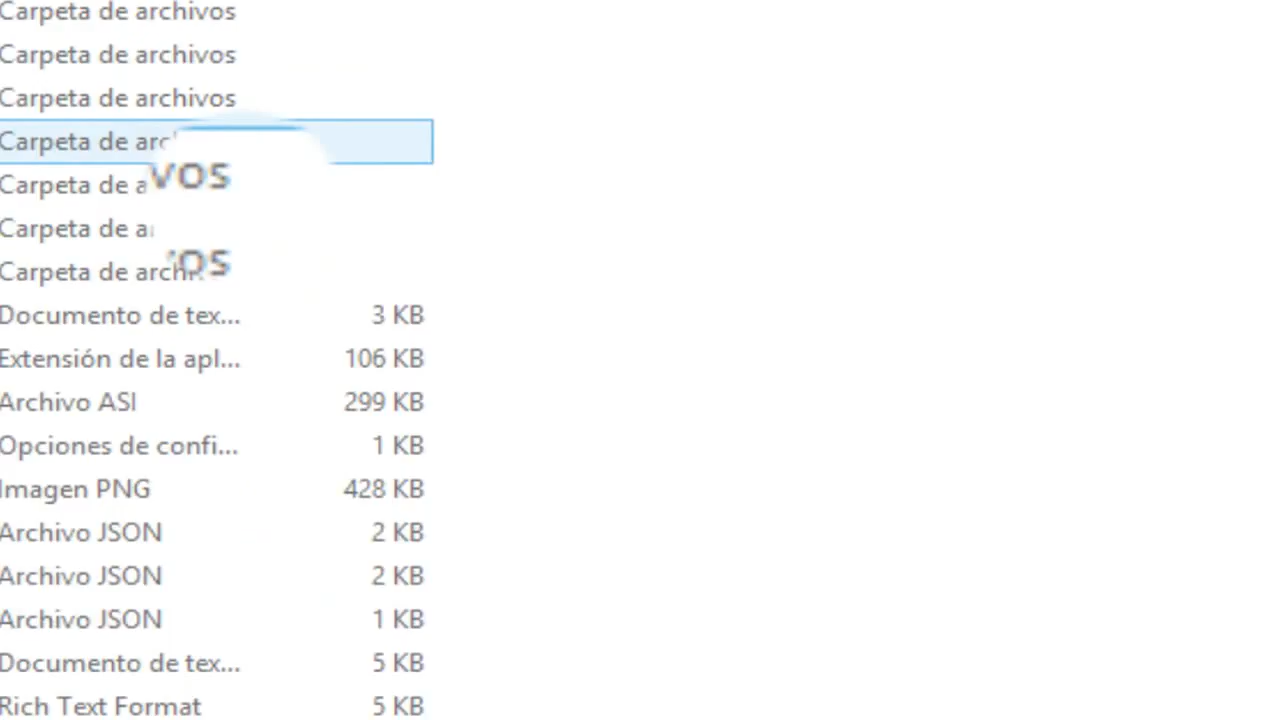 Carpeta de archivos
Carpeta de archivos
Carpeta de archivos
Carpeta de
vos
Carpeta de
Carpeta de
os
Carpeta de
Documento de tex... 3 KB
Extensión de la apl... 106 KB
Archivo ASI 299 KB
Opciones de confi... 1 KB
Imagen PNG 428 KB
Archivo JSON 2 KB
Archivo JSON 2 KB
Archivo JSON 1 KB
Documento de tex... 5 KB
Rich Text Format 5 KB